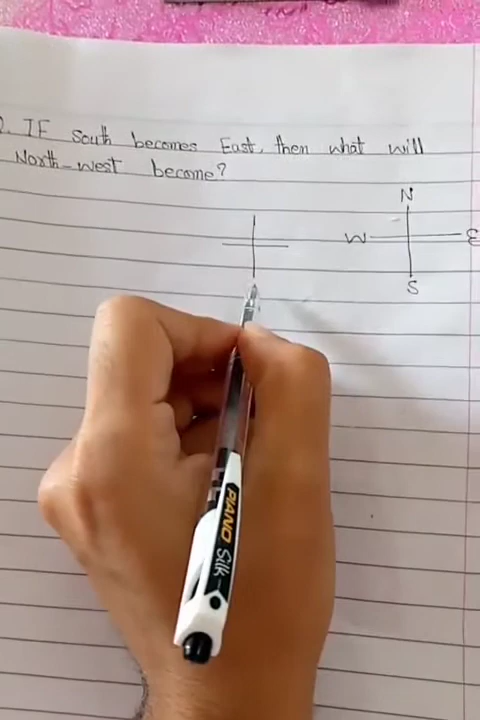 Q. IF South becomes East, then what will
North-west become?
N
W E
S
PIANO Silk